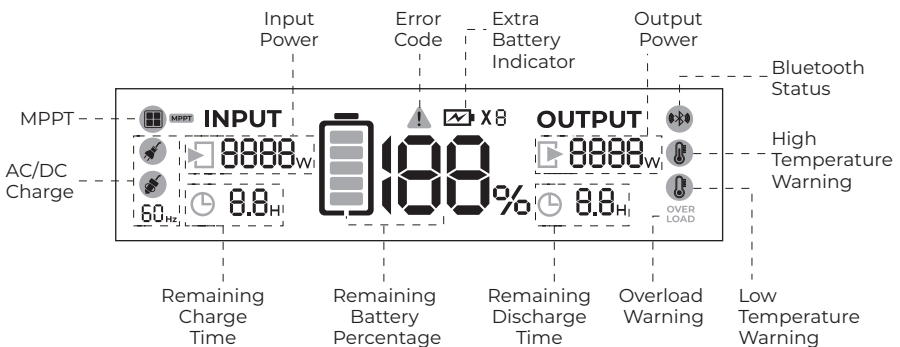 Input
Power
Error
Code
Extra
Battery
Indicator
Output
Power
Bluetooth
Status
MPPT
MPPT
INPUT
X8
OUTPUT
High
Temperature
Warning
AC/DC
Charge
8888W
188%
8888W
60Hz
8.8H
8.8H
OVER
LOAD
Remaining
Charge
Time
Remaining
Battery
Percentage
Remaining
Discharge
Time
Overload
Warning
Low
Temperature
Warning